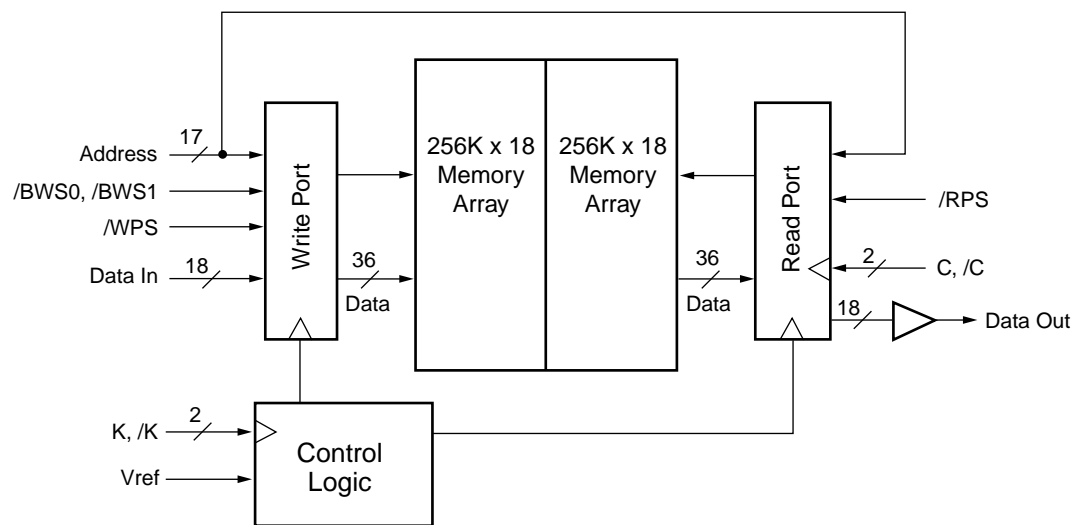 Address
17
/BWS0, /BWS1
/WPS
Data In
18
Write Port
36
Data
256K x 18
Memory
Array
256K x 18
Memory
Array
36
Data
Read Port
/RPS
2
C, /C
18
Data Out
K, /K
2
Vref
Control
Logic